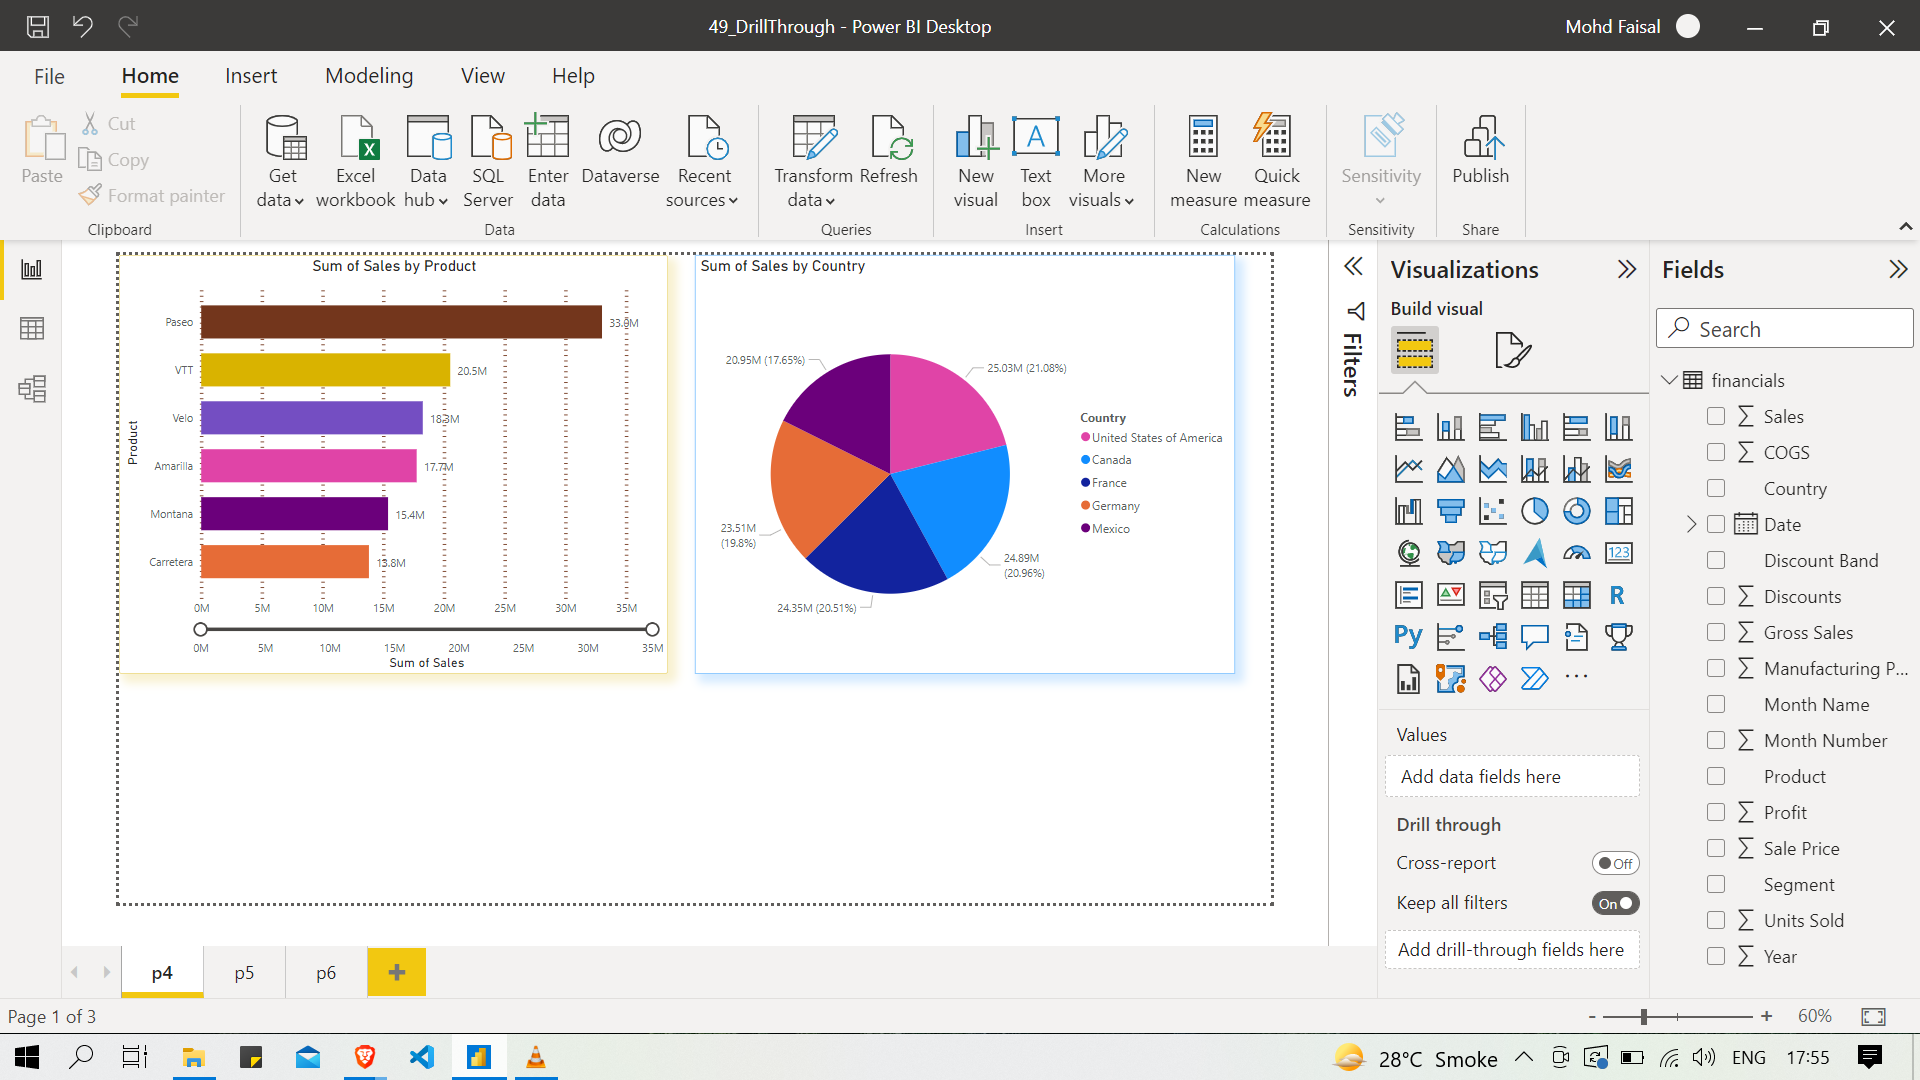 49_DrillThrough - Power BI Desktop
Mohd Faisal
File
Home
Insert
Modeling
View
Help
Paste
Cut
Copy
Format painter
Clipboard
Get data
Excel workbook
Data hub
SQL Server
Enter data
Dataverse
Recent sources
Data
Transform data
Refresh
Queries
New visual
Text box
More visuals
Insert
New measure
Quick measure
Calculations
Sensitivity
Sensitivity
Publish
Share
Sum of Sales by Product
Product
Paseo
33.0M
VTT
20.5M
Velo
18.3M
Amarilla
17.7M
Montana
15.4M
Carretera
13.8M
0M 5M 10M 15M 20M 25M 30M 35M
0M 5M 10M 15M 20M 25M 30M 35M
Sum of Sales
Sum of Sales by Country
20.95M (17.65%)
25.03M (21.08%)
23.51M
(19.8%)
24.89M
(20.96%)
24.35M (20.51%)
Country
United States of America
Canada
France
Germany
Mexico
Filters
Visualizations
Build visual
123
R
Py
Values
Add data fields here
Drill through
Cross-report
Off
Keep all filters
On
Add drill-through fields here
Fields
Search
financials
Sales
COGS
Country
Date
Discount Band
Discounts
Gross Sales
Manufacturing P...
Month Name
Month Number
Product
Profit
Sale Price
Segment
Units Sold
Year
p4
p5
p6
Page 1 of 3
60%
28°C Smoke
ENG
17:55